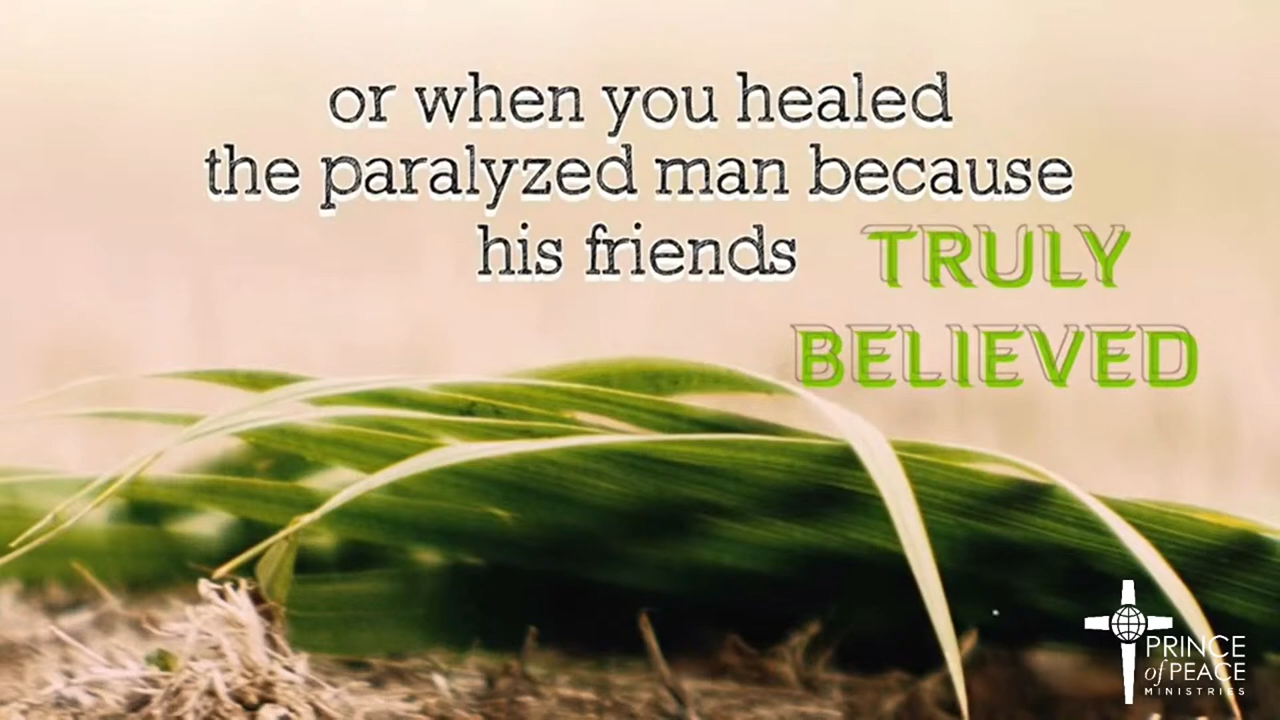 or when you healed
the paralyzed man because
his friends TRULY
BELIEVED
PRINCE
of PEACE
MINISTRIES